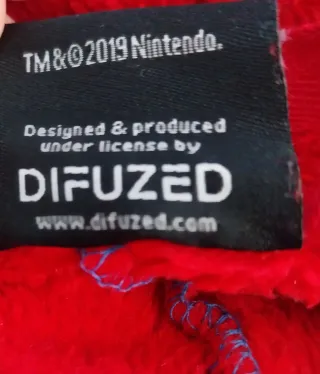 TM&©2019 Nintendo.
Designed & produced
under license by
DIFUZED
www.difuzed.com